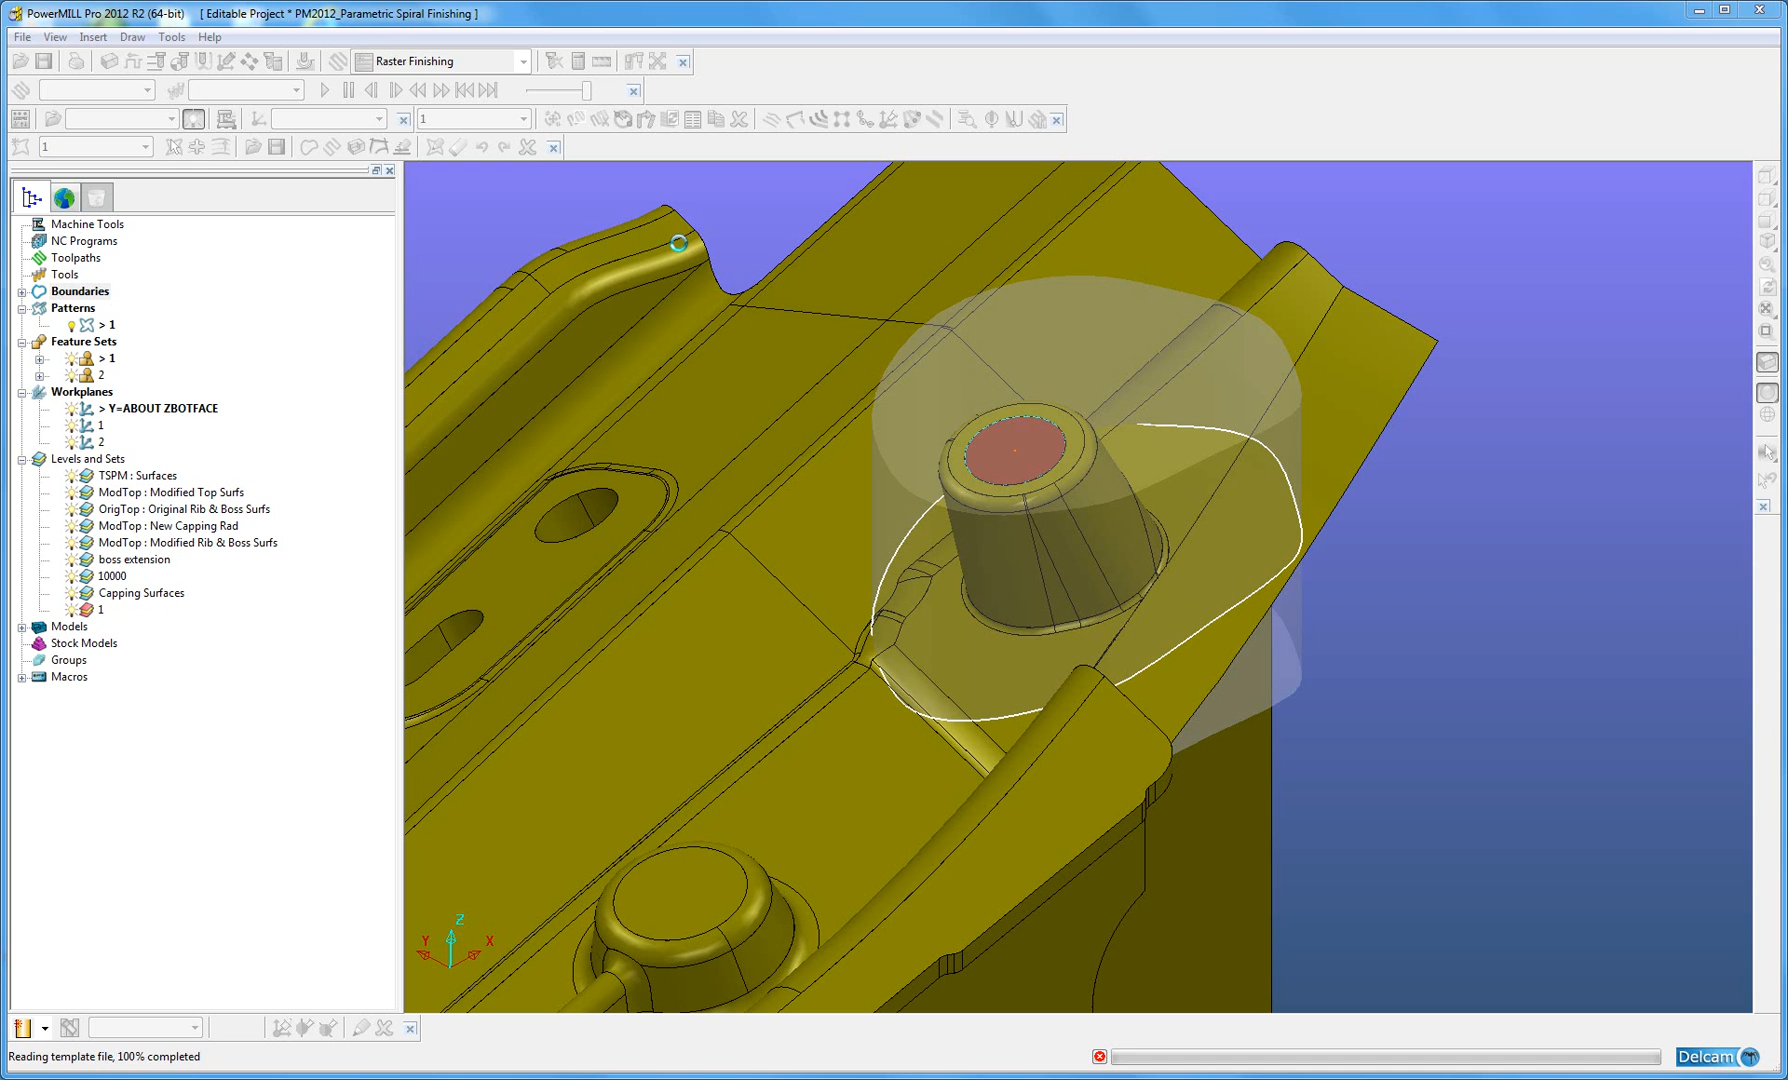 PowerMILL Pro 2012 R2 (64-bit)    [ Editable Project * PM2012_Parametric Spiral Finishing ]
File View Insert Draw Tools Help
Raster Finishing
1
1
Machine Tools
NC Programs
Toolpaths
Tools
Boundaries
Patterns
> 1
Feature Sets
> 1
2
Workplanes
> Y=ABOUT ZBOTFACE
1
2
Levels and Sets
TSPM : Surfaces
ModTop : Modified Top Surfs
OrigTop : Original Rib & Boss Surfs
ModTop : New Capping Rad
ModTop : Modified Rib & Boss Surfs
boss extension
10000
Capping Surfaces
1
Models
Stock Models
Groups
Macros
Z
Y X
Reading template file, 100% completed
Delcam